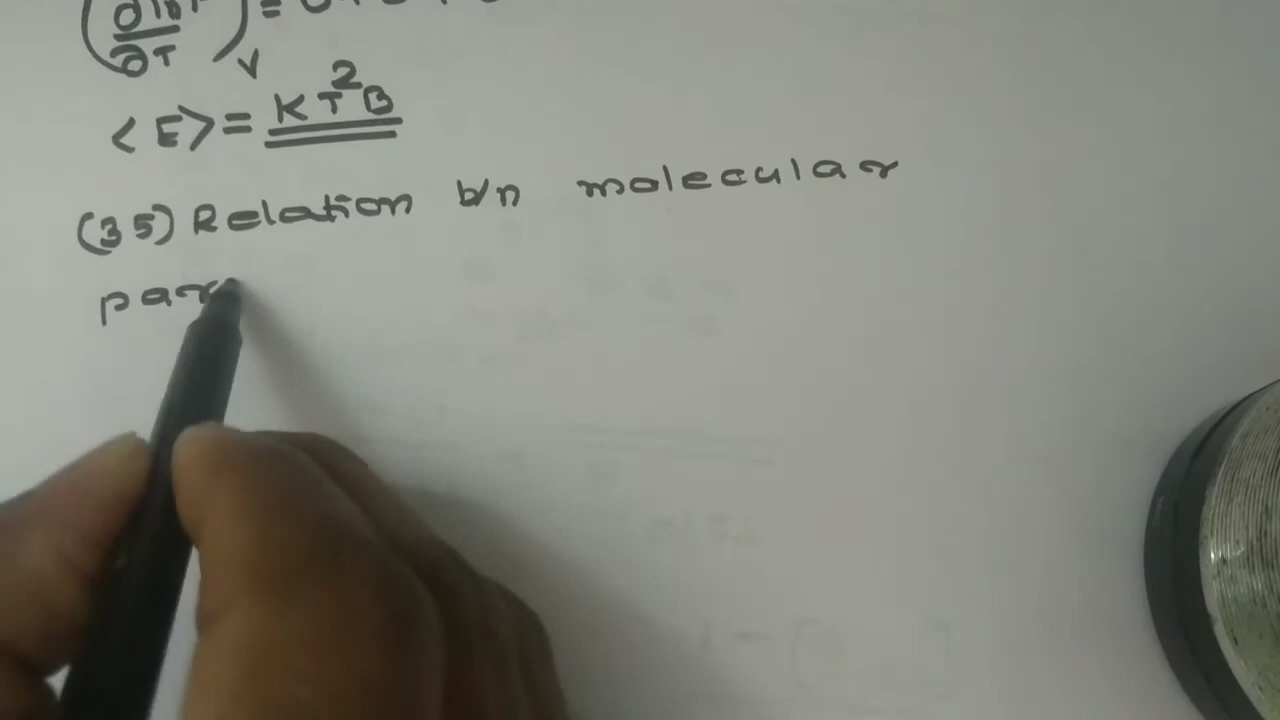 ∂T)V
<E> = KT²B
(35) Relation b/n molecular
par